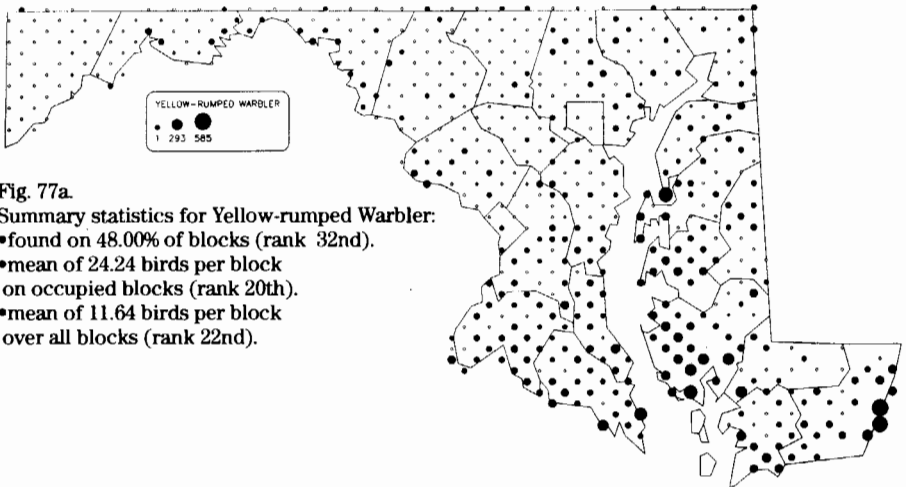 YELLOW-RUMPED WARBLER
1 293 585
Fig. 77a.
Summary statistics for Yellow-rumped Warbler:
•found on 48.00% of blocks (rank 32nd).
•mean of 24.24 birds per block
on occupied blocks (rank 20th).
•mean of 11.64 birds per block
over all blocks (rank 22nd).